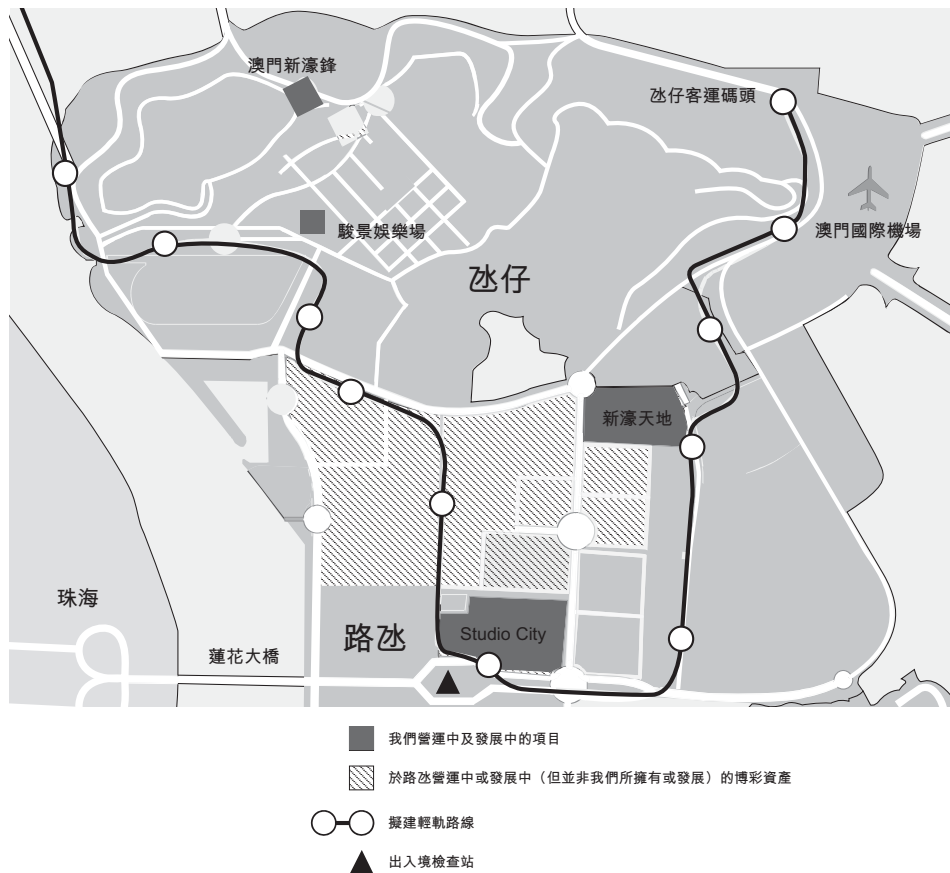 澳門新濠鋒
氹仔客運碼頭
駿景娛樂場
澳門國際機場
氹仔
新濠天地
珠海
路氹
Studio City
蓮花大橋
我們營運中及發展中的項目
於路氹營運中或發展中（但並非我們所擁有或發展）的博彩資產
擬建輕軌路線
出入境檢查站